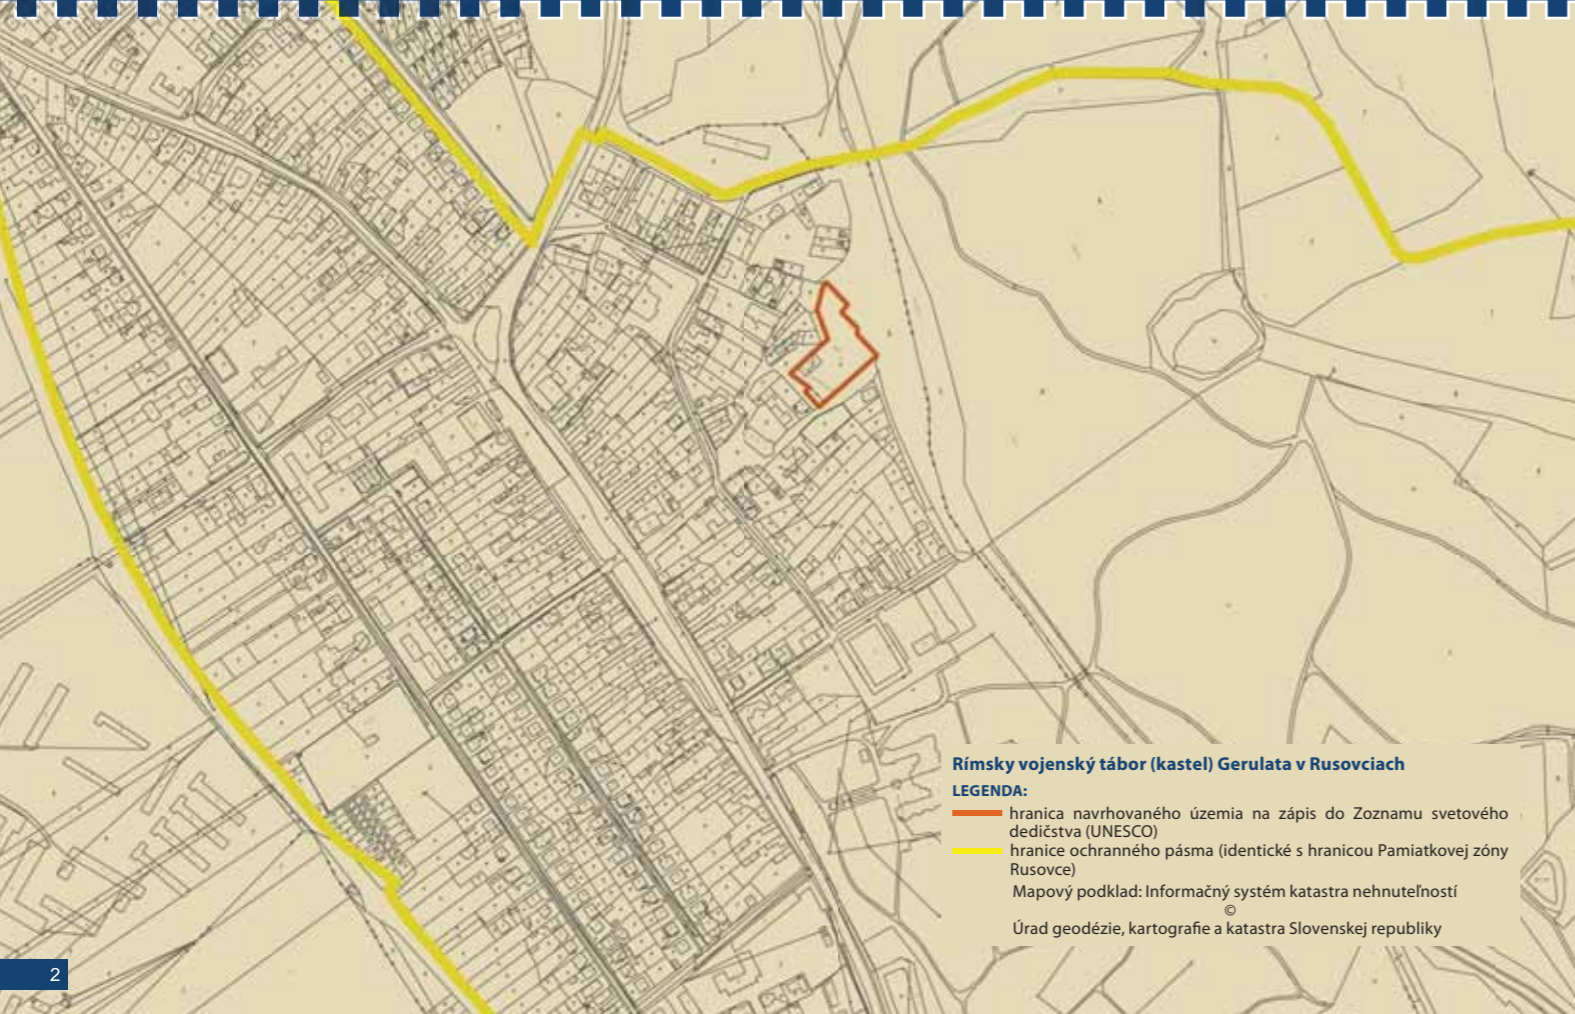 Rímsky vojenský tábor (kastel) Gerulata v Rusovciach
LEGENDA:
hranica navrhovaného územia na zápis do Zoznamu svetového
dedičstva (UNESCO)
hranice ochranného pásma (identické s hranicou Pamiatkovej zóny
Rusovce)
Mapový podklad: Informačný systém katastra nehnuteľností
©
Úrad geodézie, kartografie a katastra Slovenskej republiky
2